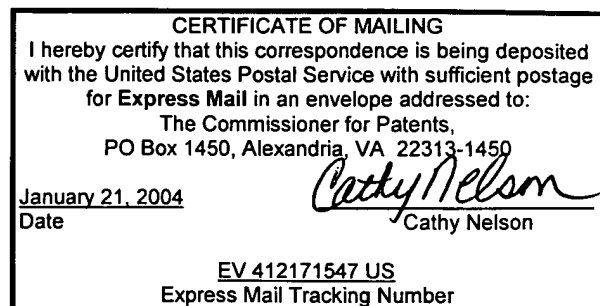 CERTIFICATE OF MAILING
I hereby certify that this correspondence is being deposited
with the United States Postal Service with sufficient postage
for Express Mail in an envelope addressed to:
The Commissioner for Patents,
PO Box 1450, Alexandria, VA 22313-1450
Cathy Nelson
January 21, 2004
Date Cathy Nelson
EV 412171547 US
Express Mail Tracking Number